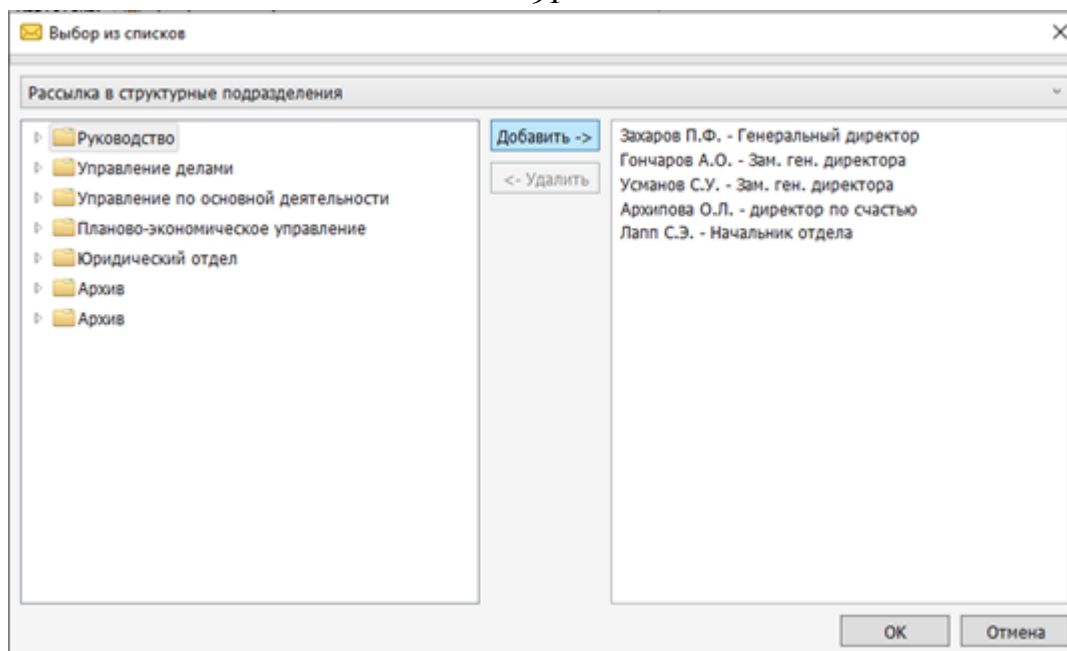 Выбор из списков
Рассылка в структурные подразделения
Руководство
Управление делами
Управление по основной деятельности
Планово-экономическое управление
Юридический отдел
Архив
Архив
Добавить ->
<- Удалить
Захаров П.Ф. - Генеральный директор
Гончаров А.О. - Зам. ген. директора
Усманов С.У. - Зам. ген. директора
Архипова О.Л. - директор по счастью
Лапп С.Э. - Начальник отдела
ОК
Отмена